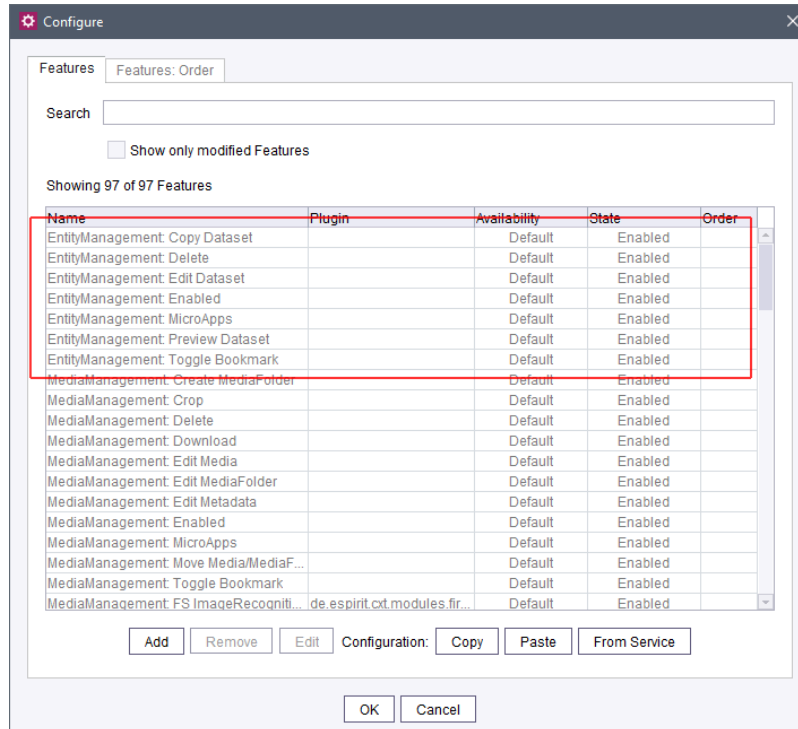 Configure
Features Features: Order
Search
Show only modified Features
Showing 97 of 97 Features
Name Plugin Availability State Order
EntityManagement: Copy Dataset Default Enabled
EntityManagement: Delete Default Enabled
EntityManagement: Edit Dataset Default Enabled
EntityManagement: Enabled Default Enabled
EntityManagement: MicroApps Default Enabled
EntityManagement: Preview Dataset Default Enabled
EntityManagement: Toggle Bookmark Default Enabled
MediaManagement: Create MediaFolder Default Enabled
MediaManagement: Crop Default Enabled
MediaManagement: Delete Default Enabled
MediaManagement: Download Default Enabled
MediaManagement: Edit Media Default Enabled
MediaManagement: Edit MediaFolder Default Enabled
MediaManagement: Edit Metadata Default Enabled
MediaManagement: Enabled Default Enabled
MediaManagement: MicroApps Default Enabled
MediaManagement: Move Media/MediaF... Default Enabled
MediaManagement: Toggle Bookmark Default Enabled
MediaManagement: FS ImageRecogniti... de.espirit.cxt.modules.fir... Default Enabled
Add Remove Edit Configuration: Copy Paste From Service
OK Cancel